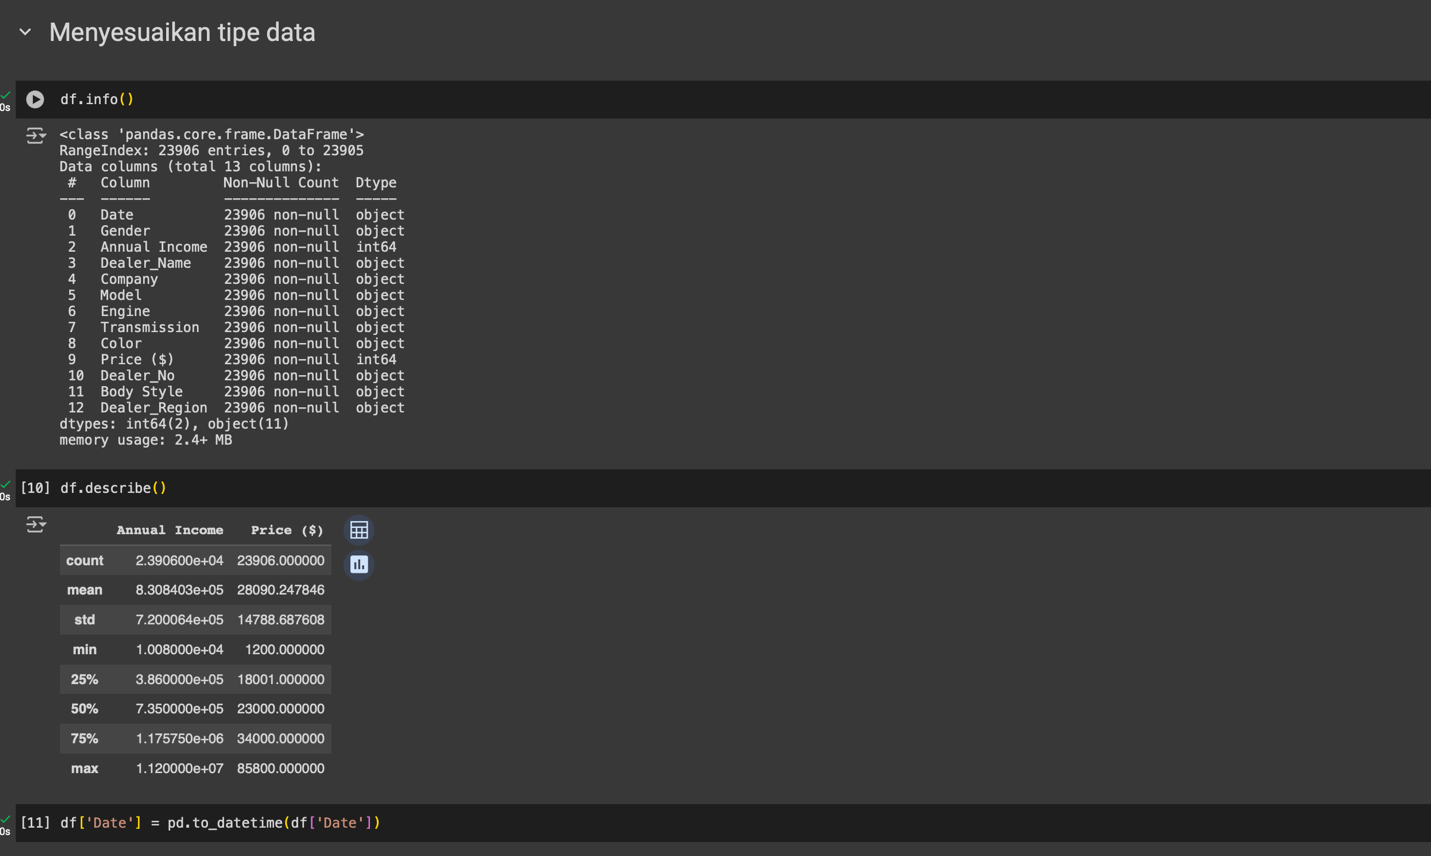 Menyesuaikan tipe data
0s
df.info()
<class 'pandas.core.frame.DataFrame'>
RangeIndex: 23906 entries, 0 to 23905
Data columns (total 13 columns):
 #   Column         Non-Null Count  Dtype
---  ------         --------------  -----
 0   Date           23906 non-null  object
 1   Gender         23906 non-null  object
 2   Annual Income  23906 non-null  int64
 3   Dealer_Name    23906 non-null  object
 4   Company        23906 non-null  object
 5   Model          23906 non-null  object
 6   Engine         23906 non-null  object
 7   Transmission   23906 non-null  object
 8   Color          23906 non-null  object
 9   Price ($)      23906 non-null  int64
 10  Dealer_No      23906 non-null  object
 11  Body Style     23906 non-null  object
 12  Dealer_Region  23906 non-null  object
dtypes: int64(2), object(11)
memory usage: 2.4+ MB
0s
[10] df.describe()
Annual Income Price ($)
count 2.390600e+04 23906.000000
mean 8.308403e+05 28090.247846
std 7.200064e+05 14788.687608
min 1.008000e+04 1200.000000
25% 3.860000e+05 18001.000000
50% 7.350000e+05 23000.000000
75% 1.175750e+06 34000.000000
max 1.120000e+07 85800.000000
0s
[11] df['Date'] = pd.to_datetime(df['Date'])